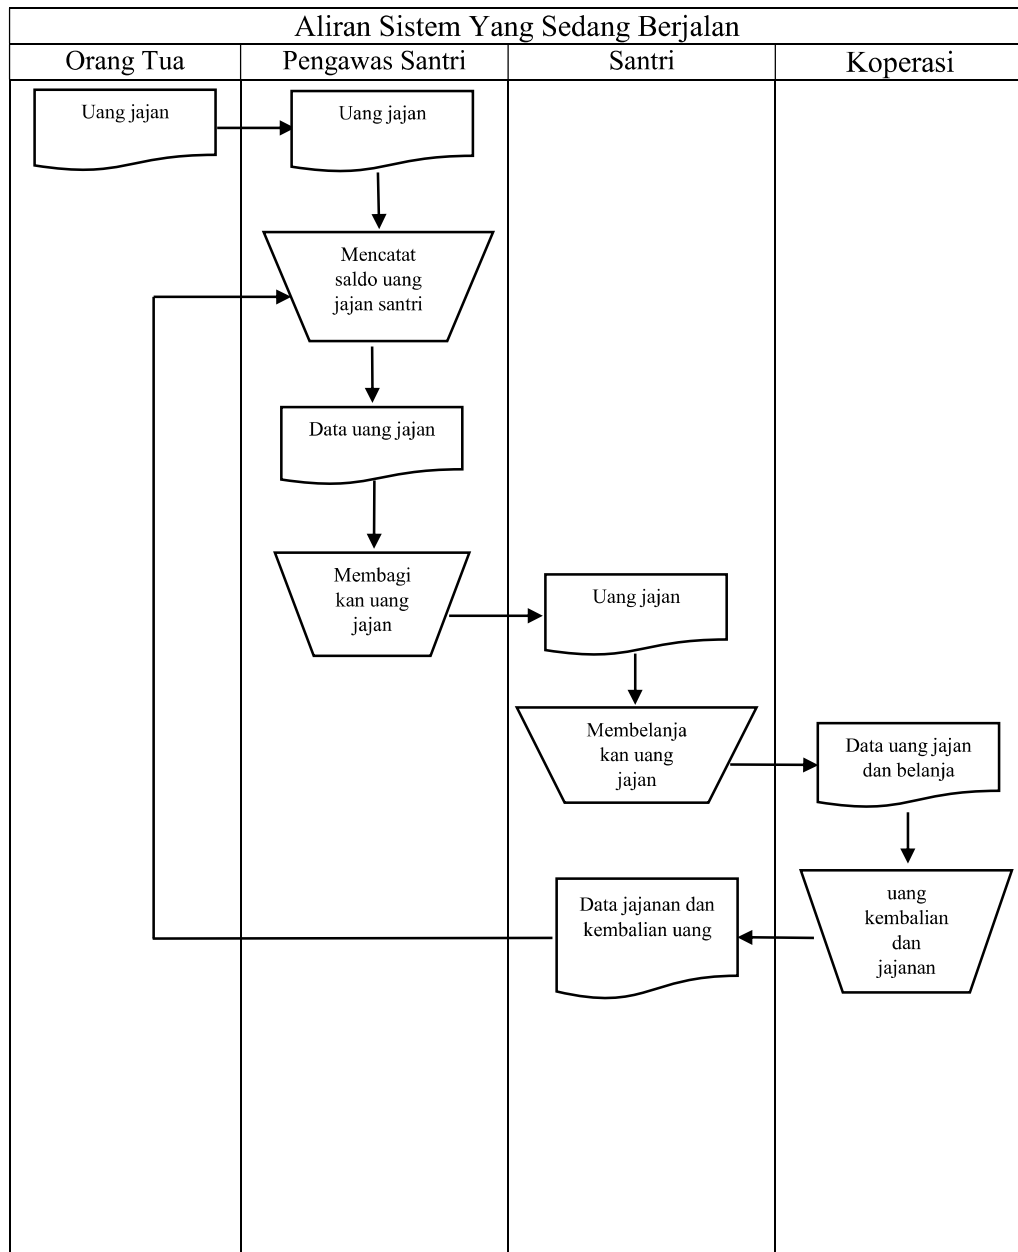 Aliran Sistem Yang Sedang Berjalan
Orang Tua
Pengawas Santri
Santri
Koperasi
Uang jajan
Uang jajan
Mencatat
saldo uang
jajan santri
Data uang jajan
Membagi
kan uang
jajan
Uang jajan
Membelanja
kan uang
jajan
Data uang jajan
dan belanja
uang
kembalian
dan
jajanan
Data jajanan dan
kembalian uang